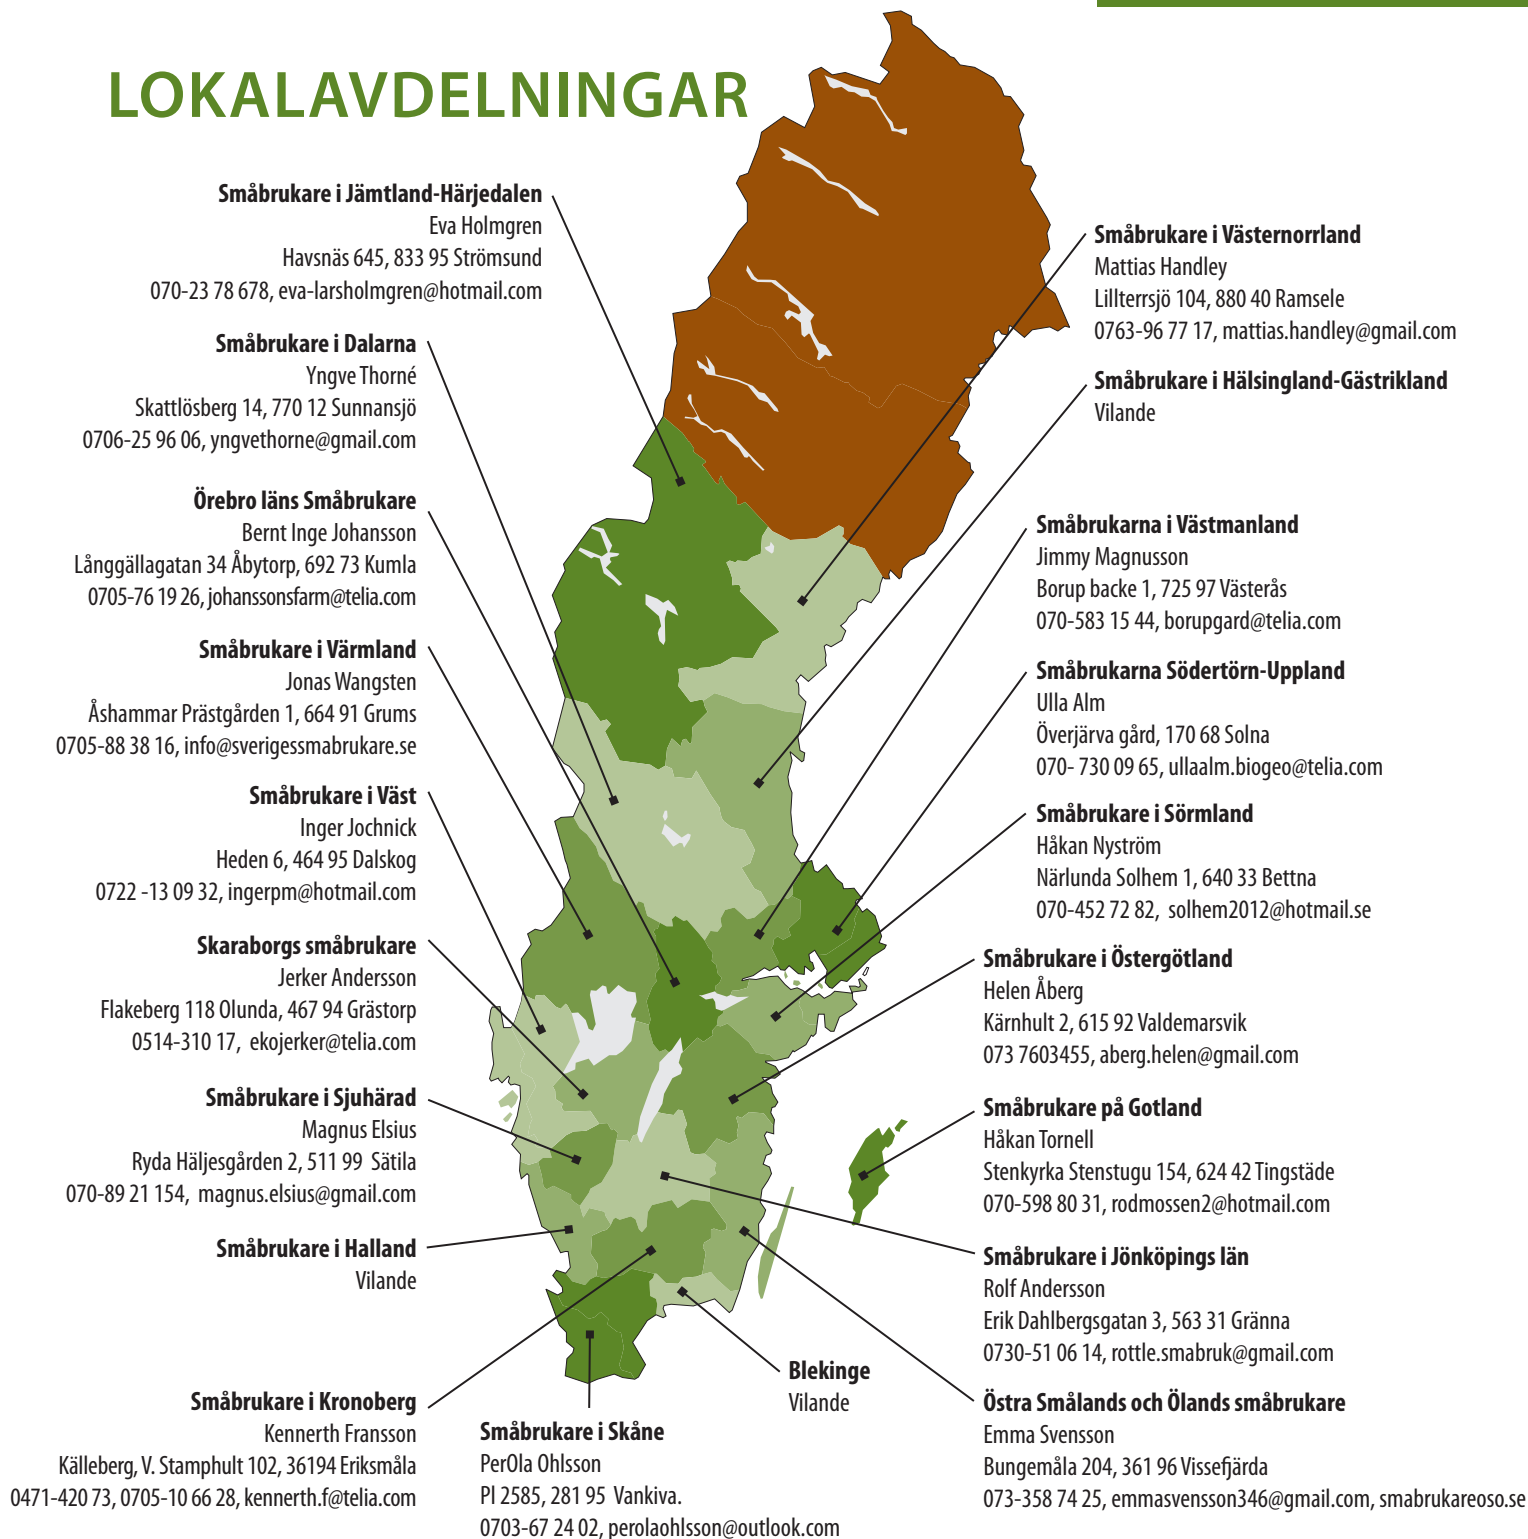 LOKALAVDELNINGAR
Småbrukare i Jämtland-Härjedalen
Eva Holmgren
Havsnäs 645, 833 95 Strömsund
070-23 78 678, eva-larsholmgren@hotmail.com
Småbrukare i Dalarna
Yngve Thorné
Skattlösberg 14, 770 12 Sunnansjö
0706-25 96 06, yngvethorne@gmail.com
Örebro läns Småbrukare
Bernt Inge Johansson
Långgällagatan 34 Åbytorp, 692 73 Kumla
0705-76 19 26, johanssonsfarm@telia.com
Småbrukare i Värmland
Jonas Wangsten
Åshammar Prästgården 1, 664 91 Grums
0705-88 38 16, info@sverigessmabrukare.se
Småbrukare i Väst
Inger Jochnick
Heden 6, 464 95 Dalskog
0722 -13 09 32, ingerpm@hotmail.com
Skaraborgs småbrukare
Jerker Andersson
Flakeberg 118 Olunda, 467 94 Grästorp
0514-310 17, ekojerker@telia.com
Småbrukare i Sjuhärad
Magnus Elsius
Ryda Häljesgården 2, 511 99 Sätila
070-89 21 154, magnus.elsius@gmail.com
Småbrukare i Halland
Vilande
Småbrukare i Kronoberg
Kennerth Fransson
Källeberg, V. Stamphult 102, 36194 Eriksmåla
0471-420 73, 0705-10 66 28, kennerth.f@telia.com
Småbrukare i Skåne
PerOla Ohlsson
Pl 2585, 281 95 Vankiva.
0703-67 24 02, perolaohlsson@outlook.com
Blekinge
Vilande
Småbrukare i Västernorrland
Mattias Handley
Lillterrsjö 104, 880 40 Ramsele
0763-96 77 17, mattias.handley@gmail.com
Småbrukare i Hälsingland-Gästrikland
Vilande
Småbrukarna i Västmanland
Jimmy Magnusson
Borup backe 1, 725 97 Västerås
070-583 15 44, borupgard@telia.com
Småbrukarna Södertörn-Uppland
Ulla Alm
Överjärva gård, 170 68 Solna
070- 730 09 65, ullaalm.biogeo@telia.com
Småbrukare i Sörmland
Håkan Nyström
Närlunda Solhem 1, 640 33 Bettna
070-452 72 82, solhem2012@hotmail.se
Småbrukare i Östergötland
Helen Åberg
Kärnhult 2, 615 92 Valdemarsvik
073 7603455, aberg.helen@gmail.com
Småbrukare på Gotland
Håkan Tornell
Stenkyrka Stenstugu 154, 624 42 Tingstäde
070-598 80 31, rodmossen2@hotmail.com
Småbrukare i Jönköpings län
Rolf Andersson
Erik Dahlbergsgatan 3, 563 31 Gränna
0730-51 06 14, rottle.smabruk@gmail.com
Östra Smålands och Ölands småbrukare
Emma Svensson
Bungemåla 204, 361 96 Vissefjärda
073-358 74 25, emmasvensson346@gmail.com, smabrukareoso.se